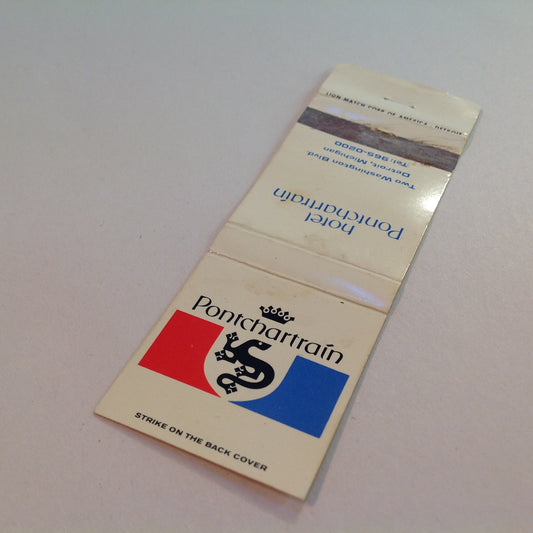 Pontchartrain
STRIKE ON THE BACK COVER
hotel
Pontchartrain
Two Washington Blvd.
Detroit, Michigan
Tel: 965-0200
LION MATCH CORP. OF AMERICA, DETROIT